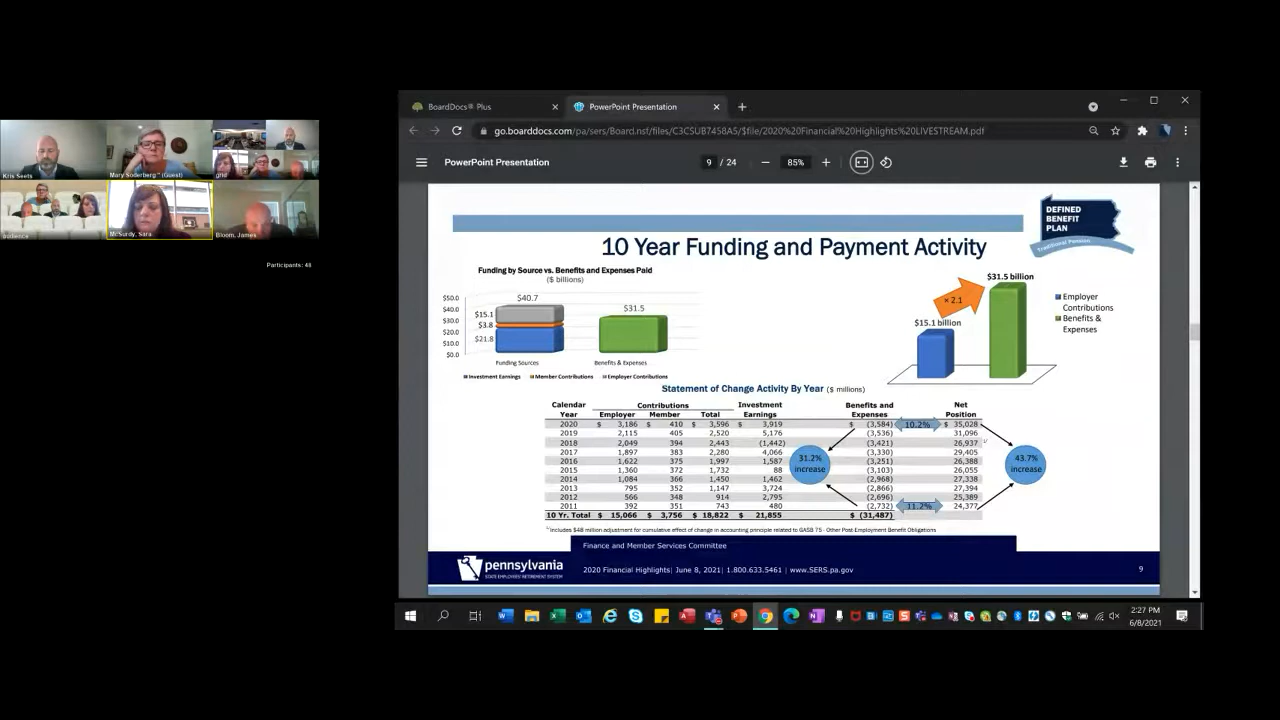 Kris Seets
Mary Soderberg " (Guest)
grid
audience
McSurdy, Sara
Bloom, James
Participants: 48
BoardDocs® Plus
PowerPoint Presentation
go.boarddocs.com/pa/sers/Board.nsf/files/C3CSUB7458A5/$file/2020%20Financial%20Highlights%20LIVESTREAM.pdf
PowerPoint Presentation
9 / 24
85%
DEFINED
BENEFIT
PLAN
Traditional Pension
10 Year Funding and Payment Activity
Funding by Source vs. Benefits and Expenses Paid
($ billions)
$50.0
$40.0
$30.0
$20.0
$10.0
$0.0
$40.7
$15.1
$3.8
$21.8
$31.5
Funding Sources
Benefits & Expenses
Investment Earnings
Member Contributions
Employer Contributions
$31.5 billion
× 2.1
$15.1 billion
Employer
Contributions
Benefits &
Expenses
Statement of Change Activity By Year ($ millions)
Calendar Contributions Investment Benefits and Net
Year Employer Member Total Earnings Expenses Position
2020 $ 3,186 $ 410 $ 3,596 $ 3,919 $ (3,584) 10.2% $ 35,028
2019 2,115 405 2,520 5,176 (3,536) 31,096
2018 2,049 394 2,443 (1,442) (3,421) 26,937 1/
2017 1,897 383 2,280 4,066 (3,330) 29,405
2016 1,622 375 1,997 1,587 (3,251) 26,388
2015 1,360 372 1,732 88 (3,103) 26,055
2014 1,084 366 1,450 1,462 (2,968) 27,338
2013 795 352 1,147 3,724 (2,866) 27,394
2012 566 348 914 2,795 (2,696) 25,389
2011 392 351 743 480 (2,732) 11.2% 24,377
10 Yr. Total $ 15,066 $ 3,756 $ 18,822 $ 21,855 $ (31,487)
31.2%
increase
43.7%
increase
1/ Includes $48 million adjustment for cumulative effect of change in accounting principle related to GASB 75 - Other Post Employment Benefit Obligations
Finance and Member Services Committee
pennsylvania
STATE EMPLOYEES' RETIREMENT SYSTEM
2020 Financial Highlights| June 8, 2021| 1.800.633.5461 | www.SERS.pa.gov
9
2:27 PM
6/8/2021